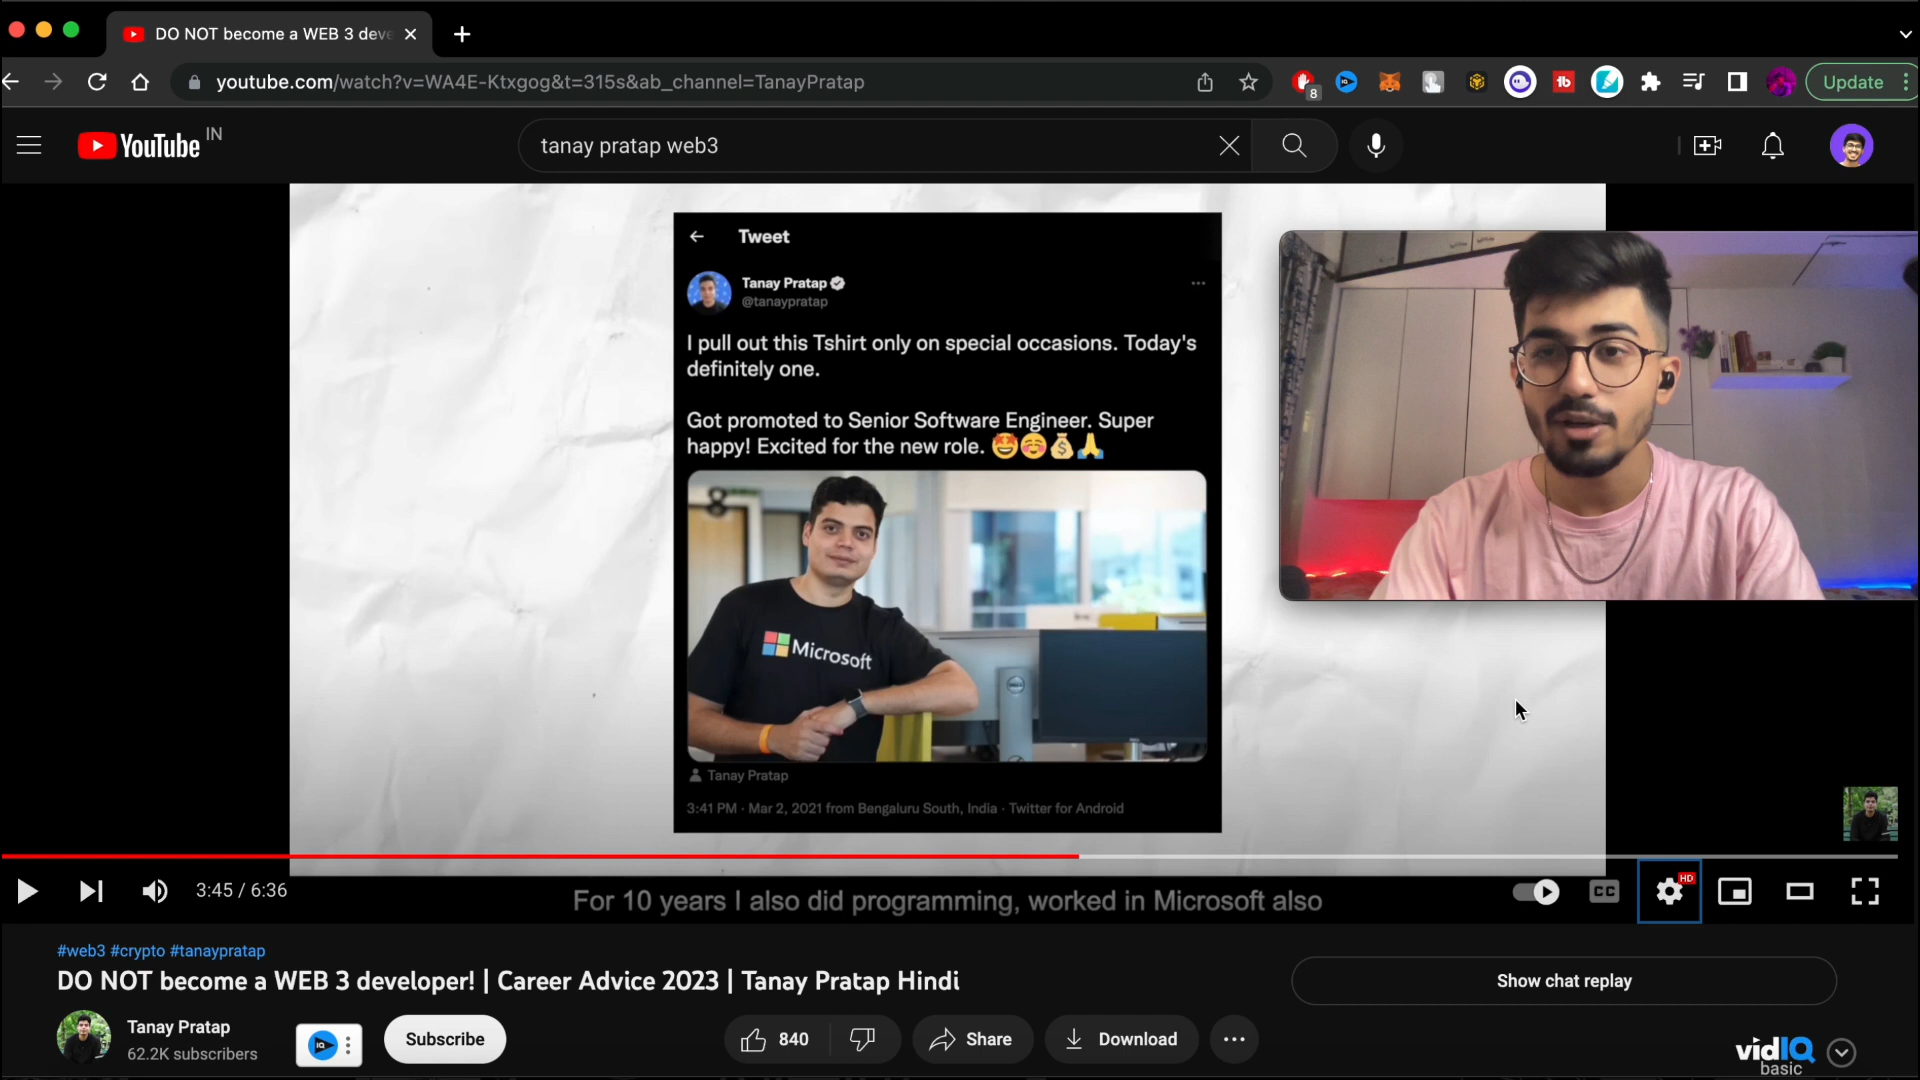 DO NOT become a WEB 3 deve
youtube.com/watch?v=WA4E-Ktxgog&t=315s&ab_channel=TanayPratap
8
Update
YouTube IN
tanay pratap web3
Tweet
Tanay Pratap
@tanaypratap
I pull out this Tshirt only on special occasions. Today's
definitely one.
Got promoted to Senior Software Engineer. Super
happy! Excited for the new role. 🤩☺️💰🙏
Microsoft
Tanay Pratap
3:41 PM · Mar 2, 2021 from Bengaluru South, India · Twitter for Android
3:45 / 6:36
For 10 years I also did programming, worked in Microsoft also
CC
HD
#web3 #crypto #tanaypratap
DO NOT become a WEB 3 developer! | Career Advice 2023 | Tanay Pratap Hindi
Show chat replay
Tanay Pratap
62.2K subscribers
IQ
Subscribe
840
Share
Download
vidIQ
basic